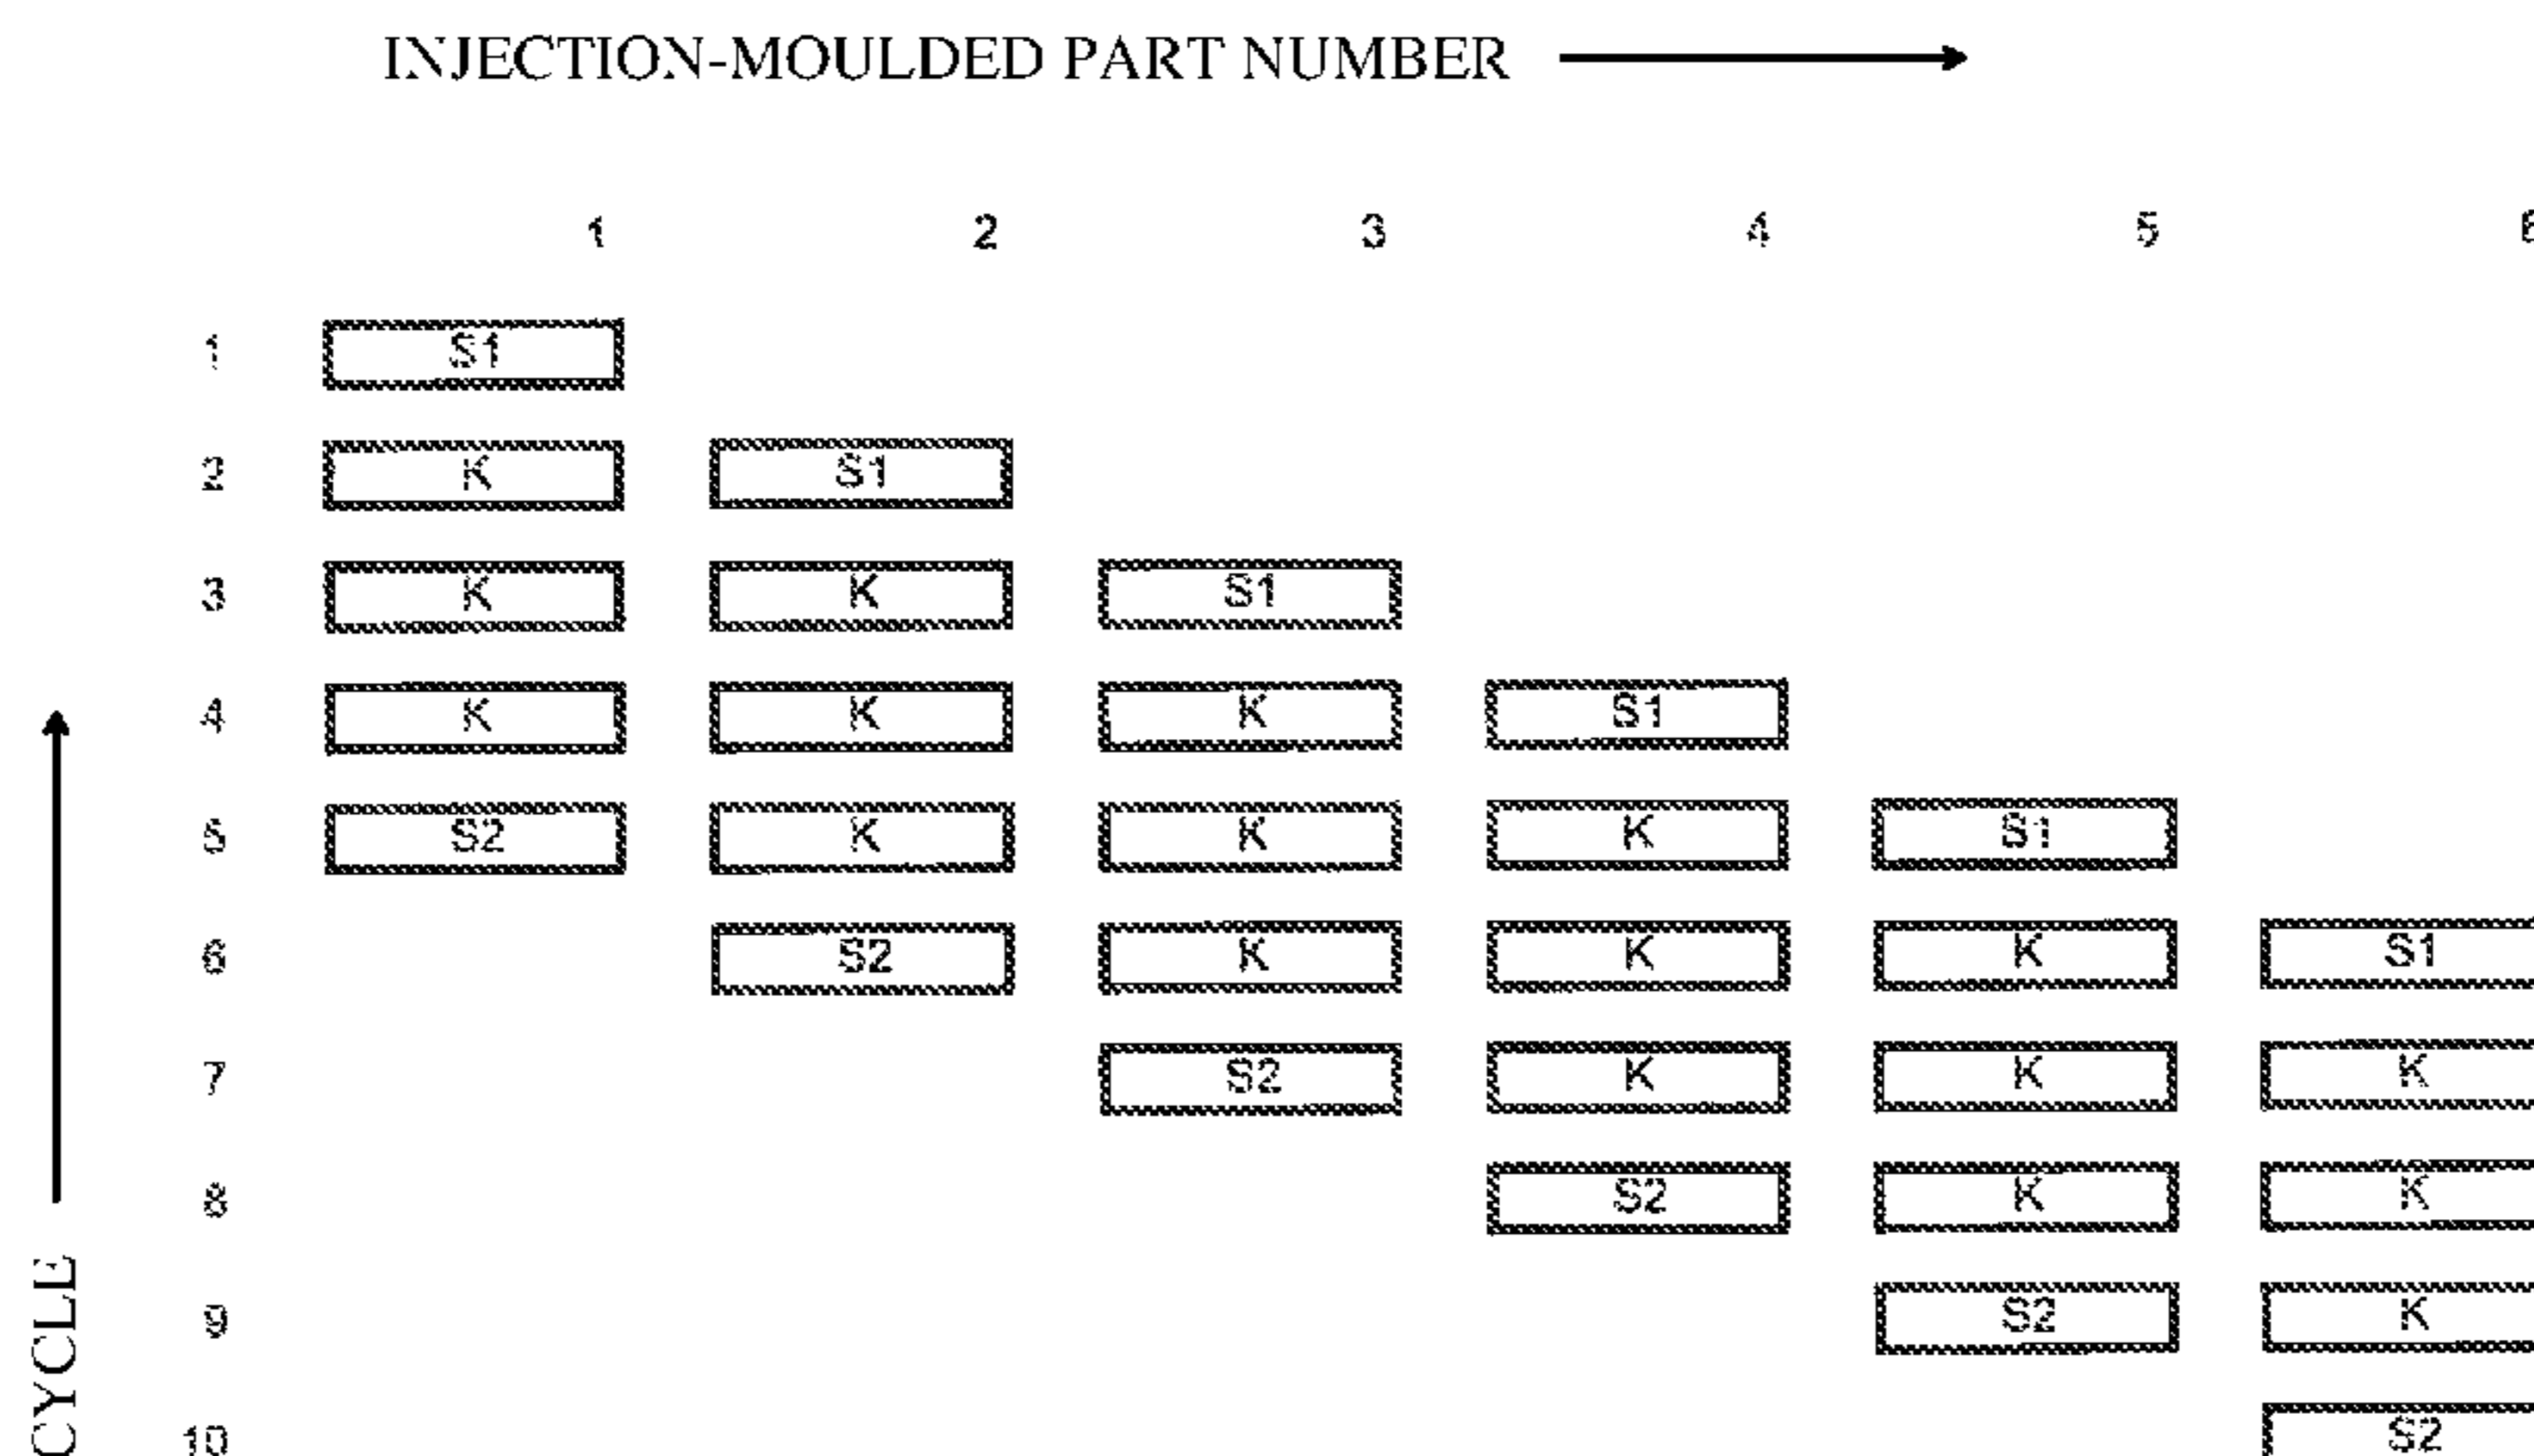 INJECTION-MOULDED PART NUMBER
1 2 3 4 5 6
1 S1
2 K S1
3 K K S1
4 K K K S1
5 S2 K K K S1
6 S2 K K K S1
7 S2 K K K
8 S2 K K
9 S2 K
10 S2
CYCLE